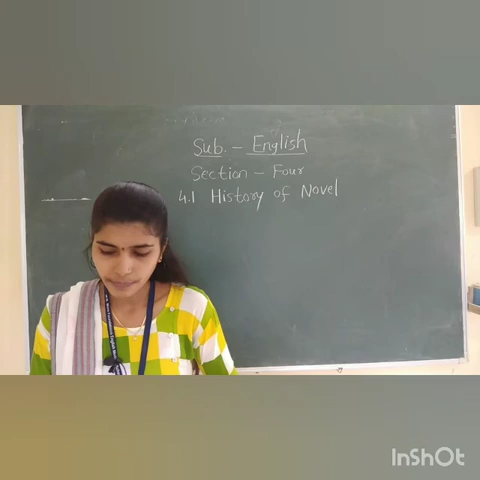 Sub. - English
Section - Four
4.1 History of Novel
InShOt